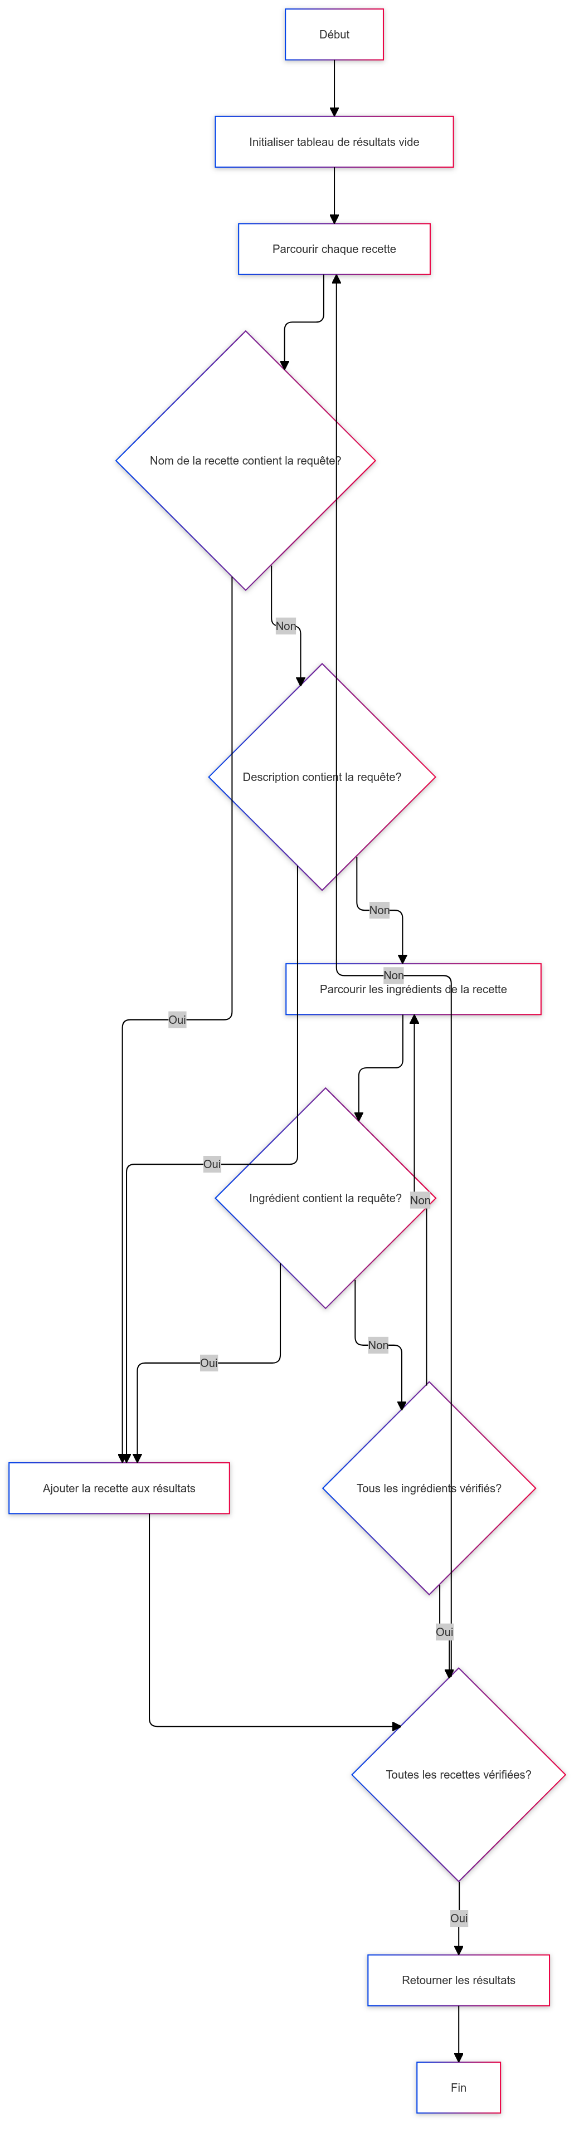 Début
Initialiser tableau de résultats vide
Parcourir chaque recette
Nom de la recette contient la requête?
Non
Description contient la requête?
Non
Non
Parcourir les ingrédients de la recette
Oui
Oui
Ingrédient contient la requête?
Non
Non
Oui
Ajouter la recette aux résultats
Tous les ingrédients vérifiés?
Oui
Toutes les recettes vérifiées?
Oui
Retourner les résultats
Fin